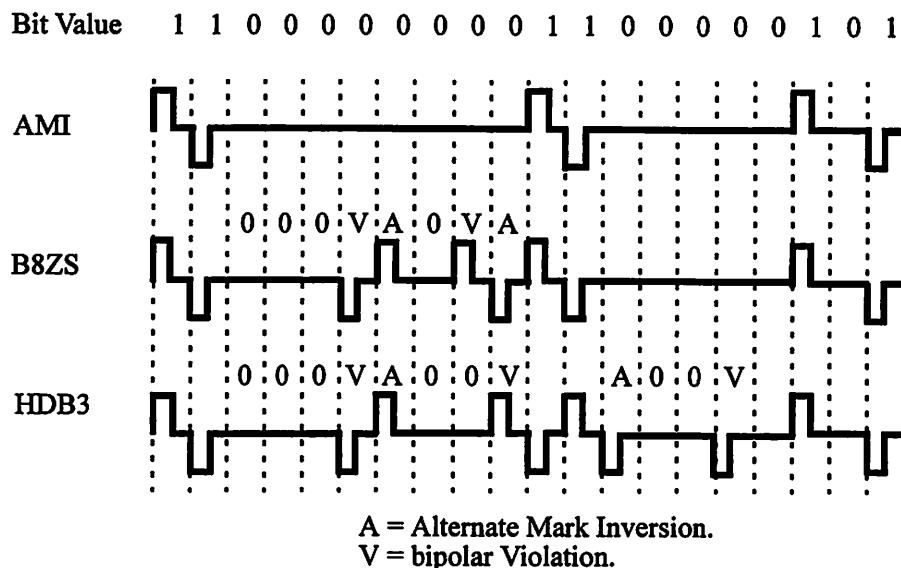 Bit Value 1 1 0 0 0 0 0 0 0 0 1 1 0 0 0 0 0 1 0 1
AMI
0 0 0 V A 0 V A
B8ZS
0 0 0 V A 0 0 V A 0 0 V
HDB3
A = Alternate Mark Inversion.
V = bipolar Violation.